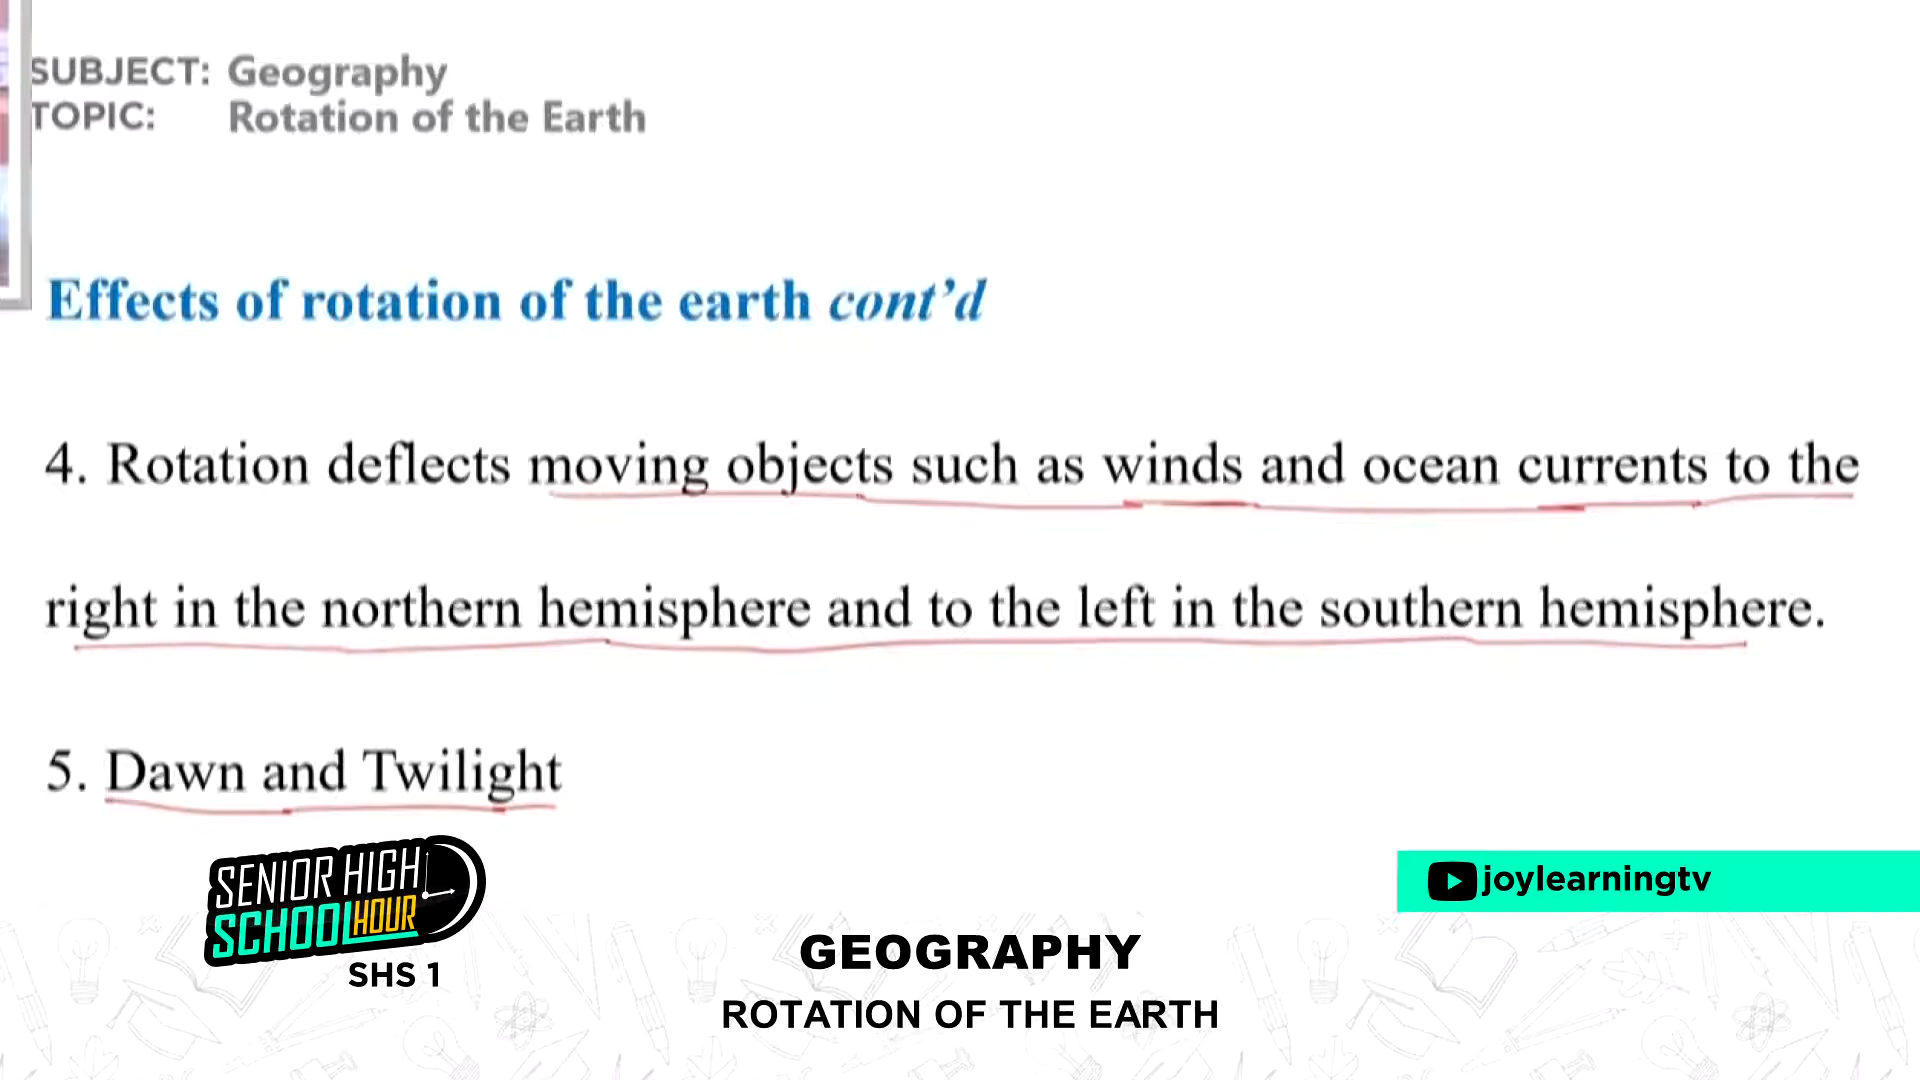 SUBJECT: Geography
TOPIC: Rotation of the Earth
Effects of rotation of the earth cont’d
4. Rotation deflects moving objects such as winds and ocean currents to the
right in the northern hemisphere and to the left in the southern hemisphere.
5. Dawn and Twilight
SENIOR HIGH
SCHOOL HOUR
SHS 1
joylearningtv
GEOGRAPHY
ROTATION OF THE EARTH